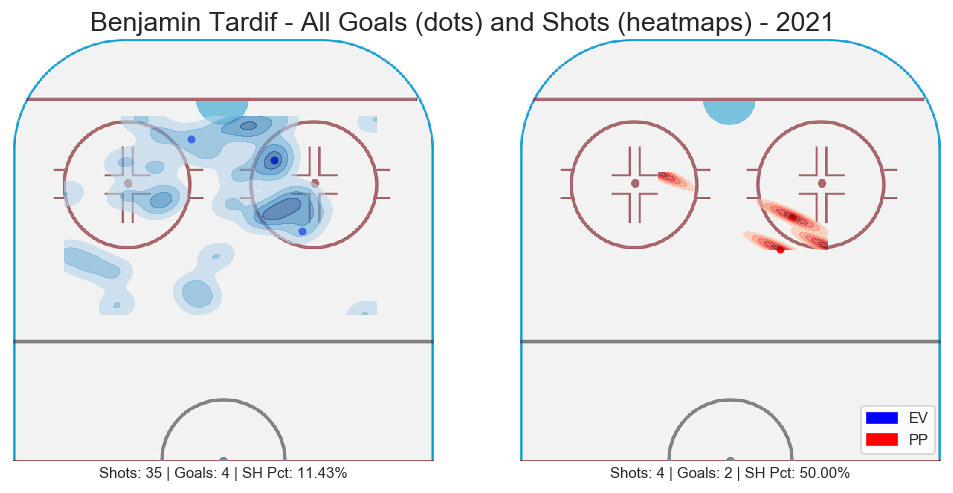 Benjamin Tardif - All Goals (dots) and Shots (heatmaps) - 2021
EV
PP
Shots: 35 | Goals: 4 | SH Pct: 11.43%
Shots: 4 | Goals: 2 | SH Pct: 50.00%